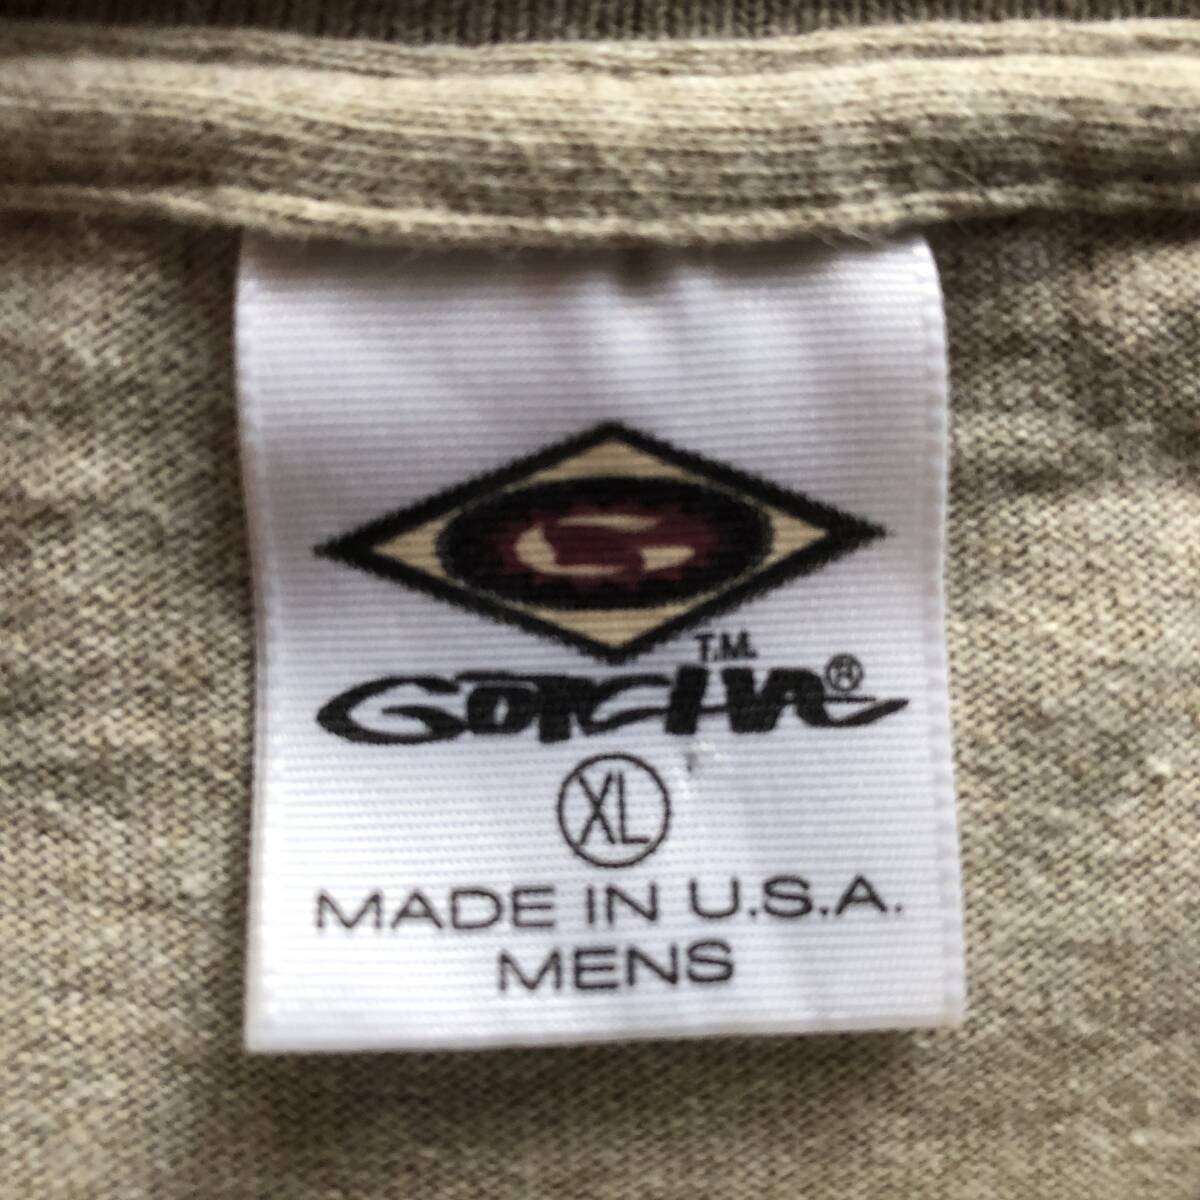 G
T.M.
GOTCHA®
XL
MADE IN U.S.A.
MENS